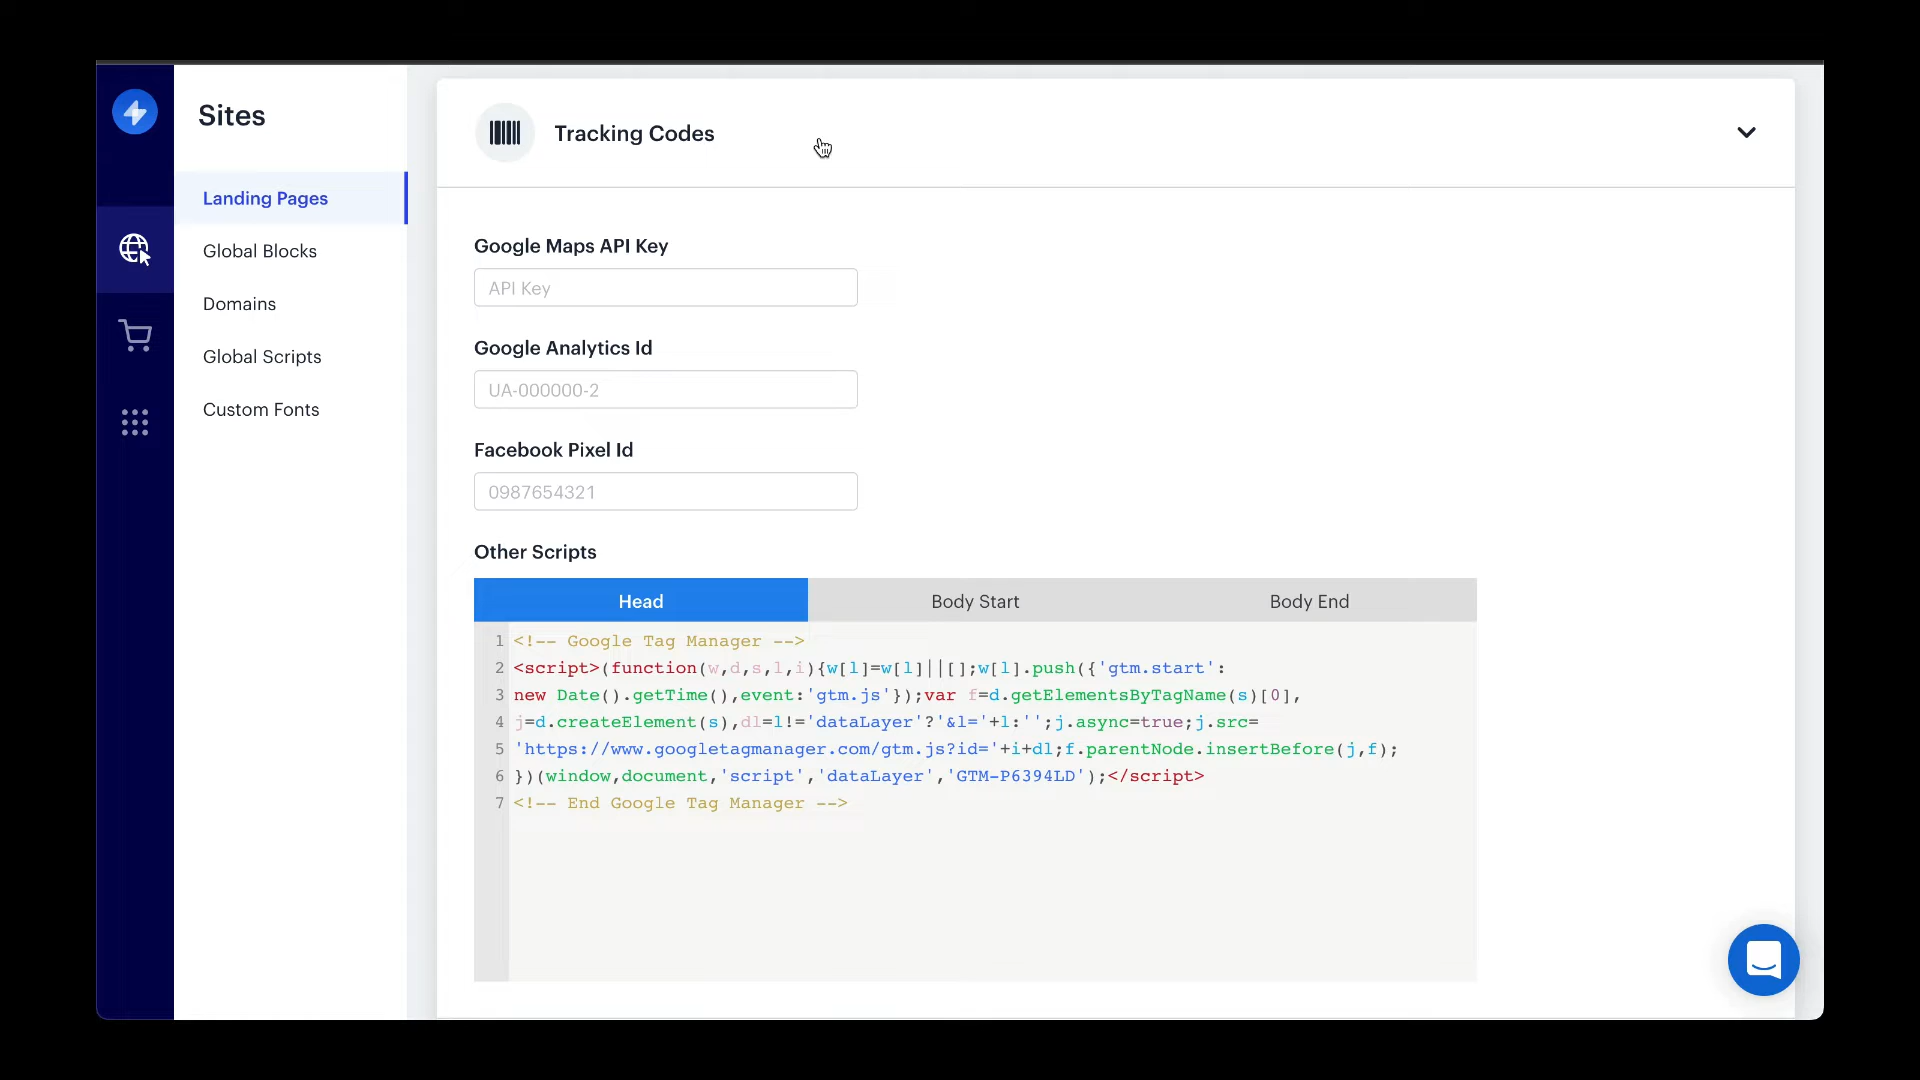 Sites
Landing Pages
Global Blocks
Domains
Global Scripts
Custom Fonts
Tracking Codes
Google Maps API Key
API Key
Google Analytics Id
UA-000000-2
Facebook Pixel Id
0987654321
Other Scripts
Head Body Start Body End
1 <!-- Google Tag Manager -->
2 <script>(function(w,d,s,l,i){w[l]=w[l]||[];w[l].push({'gtm.start':
3 new Date().getTime(),event:'gtm.js'});var f=d.getElementsByTagName(s)[0],
4 j=d.createElement(s),dl=l!='dataLayer'?'&l='+l:'';j.async=true;j.src=
5 'https://www.googletagmanager.com/gtm.js?id='+i+dl;f.parentNode.insertBefore(j,f);
6 })(window,document,'script','dataLayer','GTM-P6394LD');</script>
7 <!-- End Google Tag Manager -->